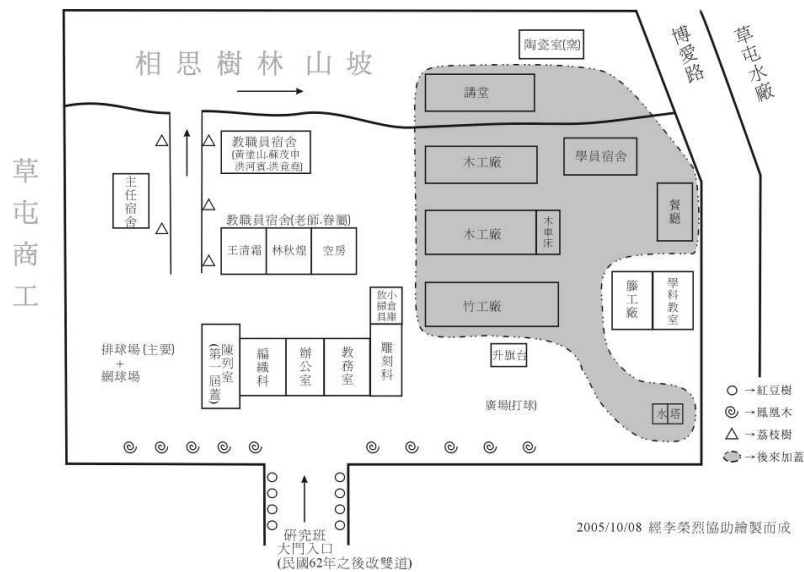 陶瓷室(窯)
博愛路
草屯水廠
相思樹林山坡
講堂
教職員宿舍
(黃塗山.蘇茂申
洪河賓.洪竟堯)
木工廠
學員宿舍
草屯商工
主任宿舍
餐廳
教職員宿舍(老師.眷屬)
王清霜
林秋煌
空房
木工廠
木車床
籐工廠
學科教室
放掃具
小倉庫
竹工廠
排球場(主要)
+
網球場
陳列室
(第一屆蓋)
編織科
辦公室
教務室
雕刻科
升旗台
廣場(打球)
水塔
→紅豆樹
→鳳凰木
→荔枝樹
→後來加蓋
研究班
大門入口
(民國62年之後改雙道)
2005/10/08 經李榮烈協助繪製而成